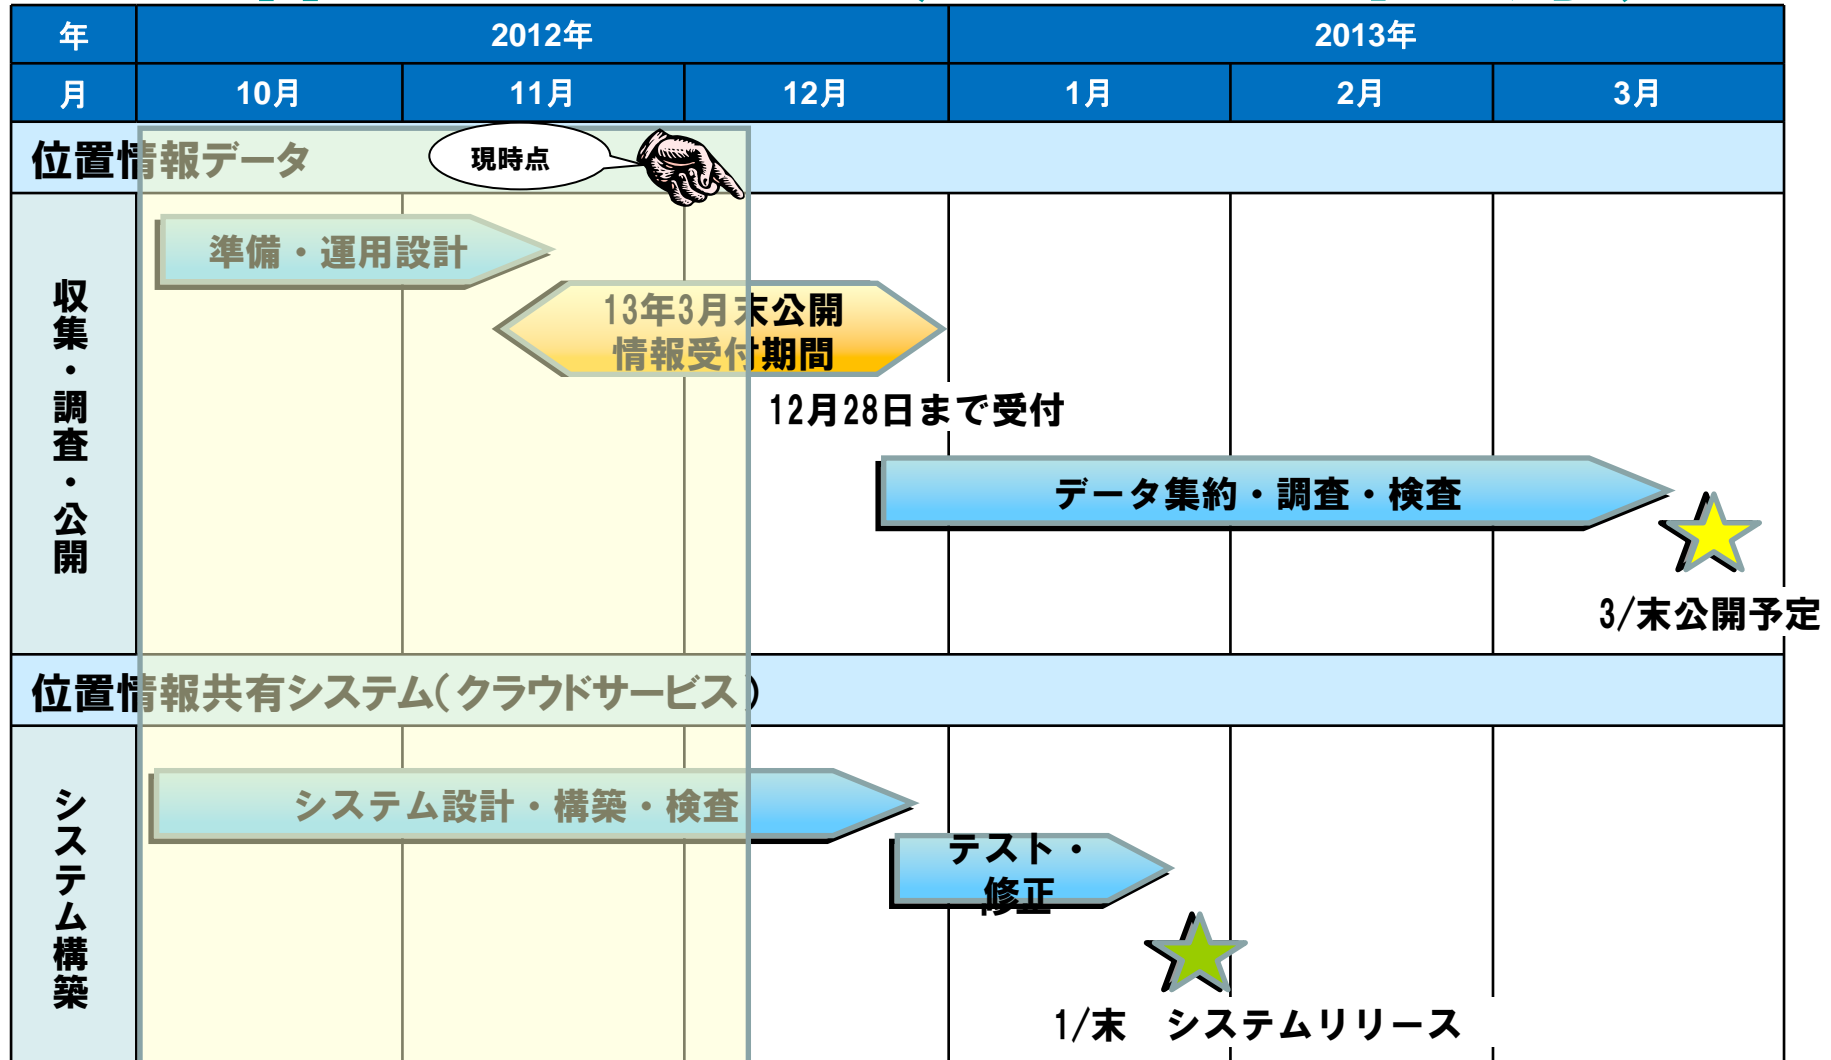 年
2012年
2013年
月
10月
11月
12月
1月
2月
3月
位置情報データ
現時点
収集・調査・公開
準備・運用設計
13年3月末公開
情報受付期間
12月28日まで受付
データ集約・調査・検査
3/末公開予定
位置情報共有システム(クラウドサービス)
システム構築
システム設計・構築・検査
テスト・
修正
1/末　システムリリース